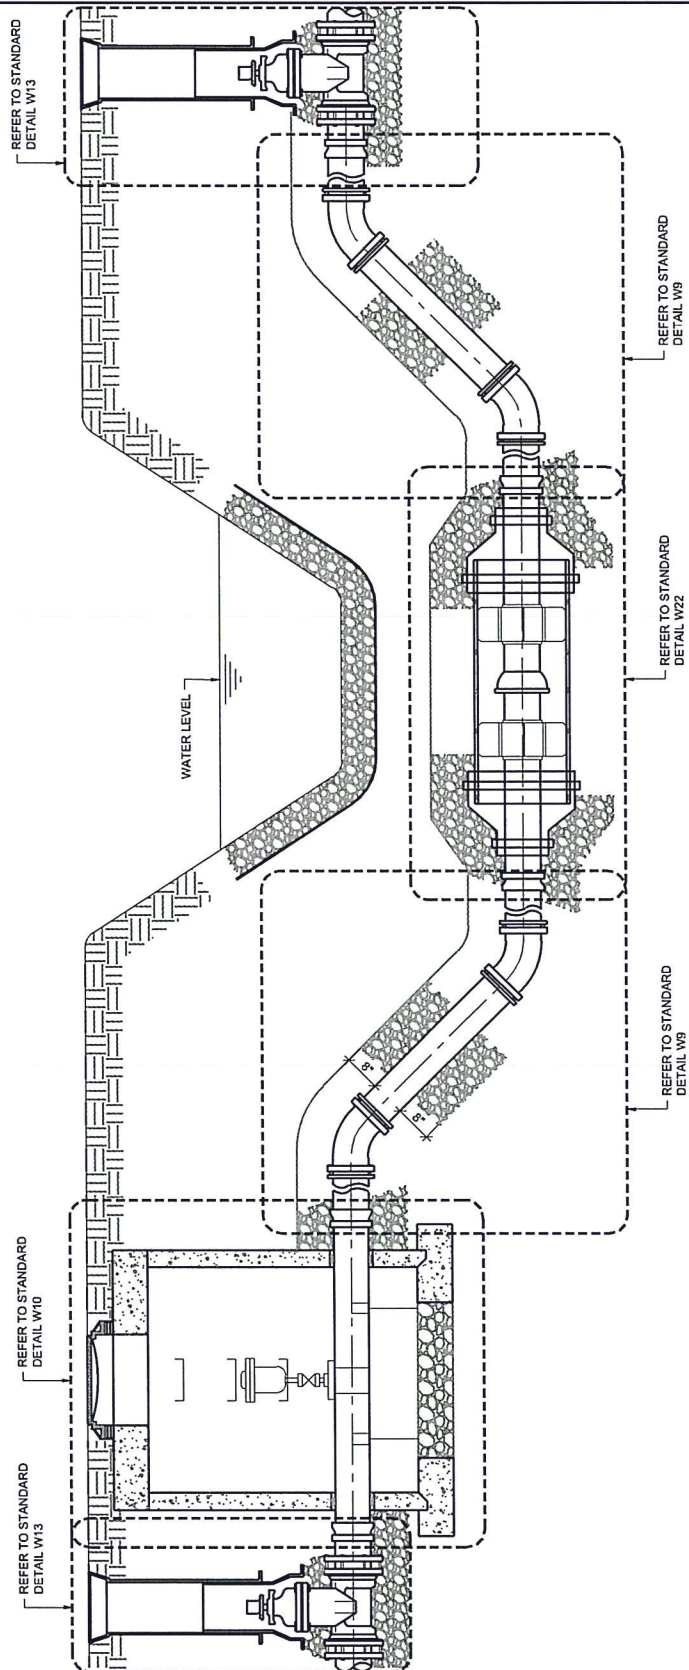 REFER TO STANDARD
DETAIL W13
REFER TO STANDARD
DETAIL W10
WATER LEVEL
REFER TO STANDARD
DETAIL W13
8"
8"
REFER TO STANDARD
DETAIL W9
REFER TO STANDARD
DETAIL W22
REFER TO STANDARD
DETAIL W9